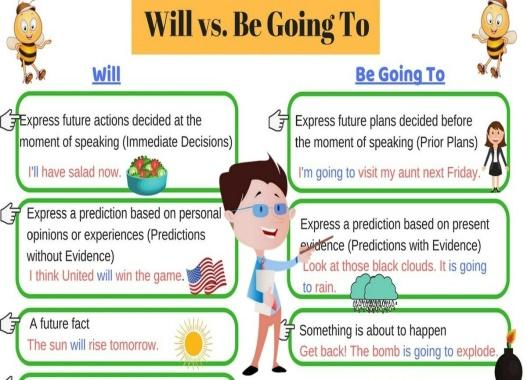 Will vs. Be Going To
Will
Express future actions decided at the
moment of speaking (Immediate Decisions)
I'll have salad now.
Express a prediction based on personal
opinions or experiences (Predictions
without Evidence)
I think United will win the game.
A future fact
The sun will rise tomorrow.
Be Going To
Express future plans decided before
the moment of speaking (Prior Plans)
I'm going to visit my aunt next Friday.
Express a prediction based on present
evidence (Predictions with Evidence)
Look at those black clouds. It is going
to rain.
Something is about to happen
Get back! The bomb is going to explode.